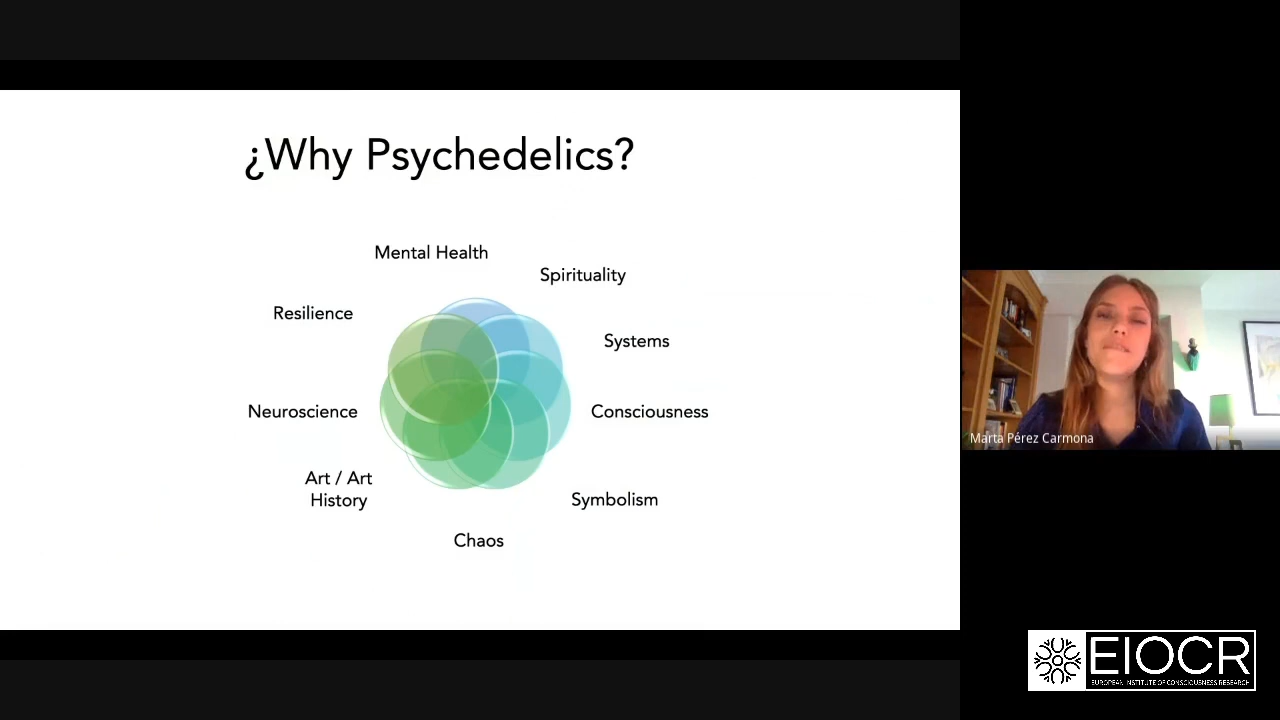 ¿Why Psychedelics?
Mental Health
Spirituality
Resilience
Systems
Neuroscience
Consciousness
Art / Art
History
Symbolism
Chaos
Marta Pérez Carmona
EIOCR
EUROPEAN INSTITUTE OF CONSCIOUSNESS RESEARCH